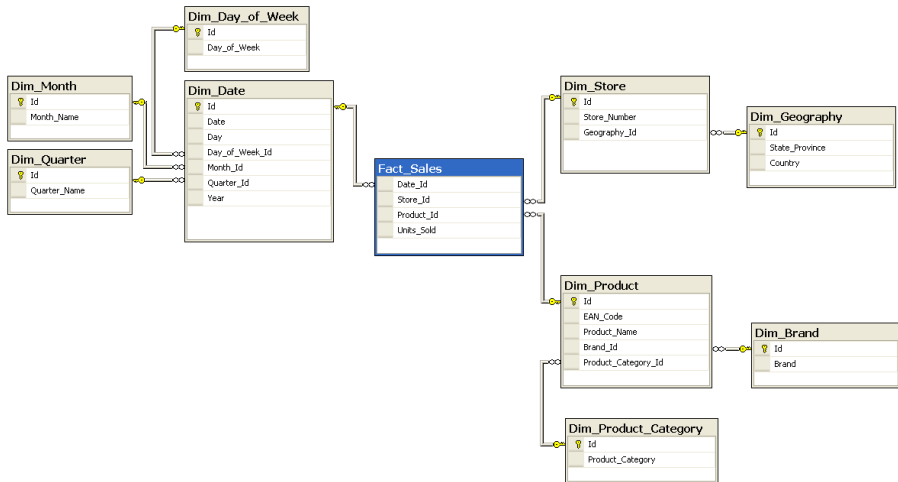 Dim_Day_of_Week
Id
Day_of_Week
Dim_Month
Id
Month_Name
Dim_Quarter
Id
Quarter_Name
Dim_Date
Id
Date
Day
Day_of_Week_Id
Month_Id
Quarter_Id
Year
Fact_Sales
Date_Id
Store_Id
Product_Id
Units_Sold
Dim_Store
Id
Store_Number
Geography_Id
Dim_Geography
Id
State_Province
Country
Dim_Product
Id
EAN_Code
Product_Name
Brand_Id
Product_Category_Id
Dim_Brand
Id
Brand
Dim_Product_Category
Id
Product_Category